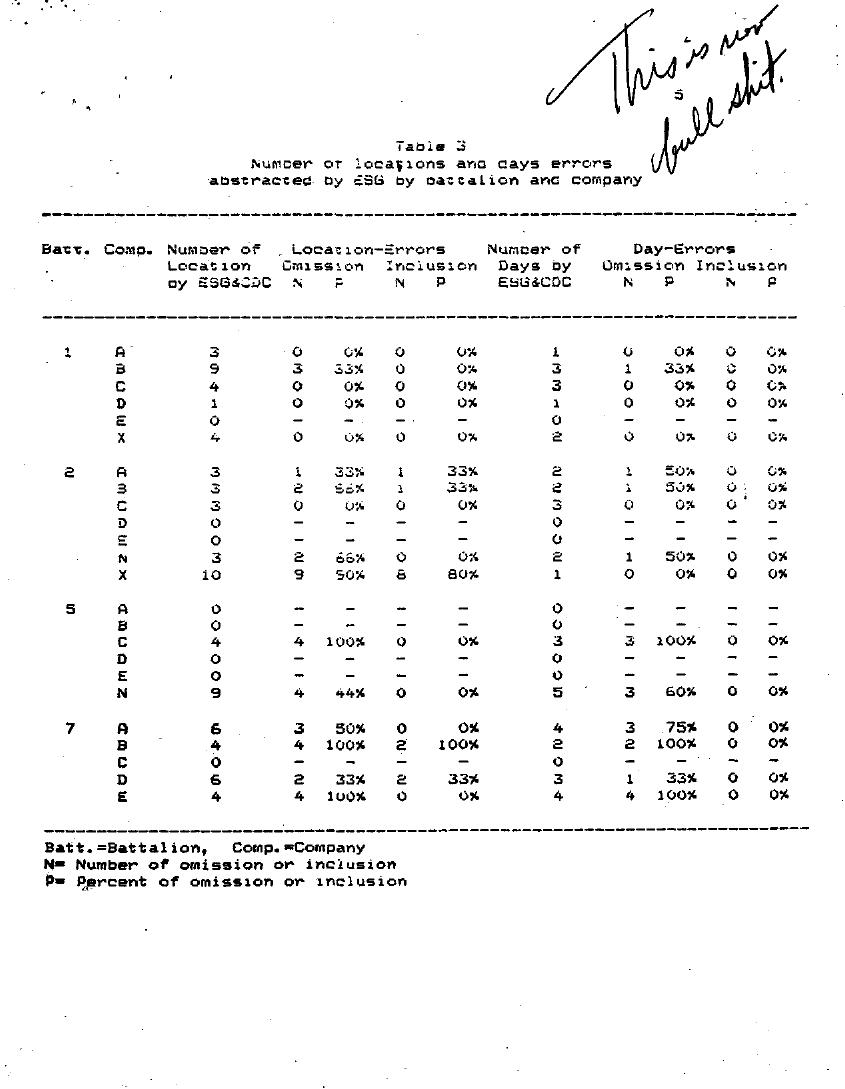 This is now
5
bull shit.
Table 3
Number of locations and days errors
abstracted by ESG by battalion and company
Batt. Comp. Number of Location-Errors Number of Day-Errors
Location Omission Inclusion Days by Omission Inclusion
by ESG&CDC N P N P ESG&CDC N P N P
1 A 3 0 0% 0 0% 1 0 0% 0 0%
B 9 3 33% 0 0% 3 1 33% 0 0%
C 4 0 0% 0 0% 3 0 0% 0 0%
D 1 0 0% 0 0% 1 0 0% 0 0%
E 0 - - - - 0 - - - -
X 4 0 0% 0 0% 2 0 0% 0 0%
2 A 3 1 33% 1 33% 2 1 50% 0 0%
B 3 2 66% 1 33% 2 1 50% 0 0%
C 3 0 0% 0 0% 3 0 0% 0 0%
D 0 - - - - 0 - - - -
E 0 - - - - 0 - - - -
N 3 2 66% 0 0% 2 1 50% 0 0%
X 10 9 50% 8 80% 1 0 0% 0 0%
5 A 0 - - - - 0 - - - -
B 0 - - - - 0 - - - -
C 4 4 100% 0 0% 3 3 100% 0 0%
D 0 - - - - 0 - - - -
E 0 - - - - 0 - - - -
N 9 4 44% 0 0% 5 3 60% 0 0%
7 A 6 3 50% 0 0% 4 3 75% 0 0%
B 4 4 100% 2 100% 2 2 100% 0 0%
C 0 - - - - 0 - - - -
D 6 2 33% 2 33% 3 1 33% 0 0%
E 4 4 100% 0 0% 4 4 100% 0 0%
Batt.=Battalion, Comp.=Company
N= Number of omission or inclusion
P= Percent of omission or inclusion